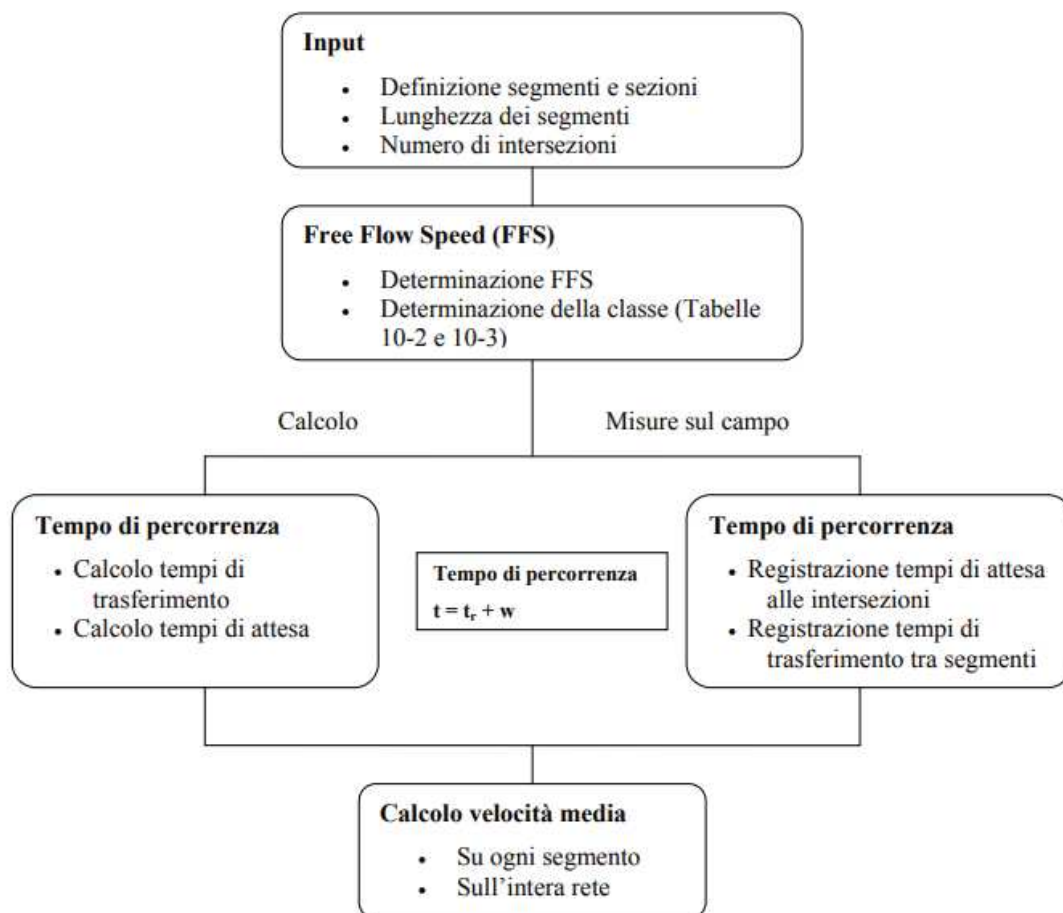 Input
• Definizione segmenti e sezioni
• Lunghezza dei segmenti
• Numero di intersezioni
Free Flow Speed (FFS)
• Determinazione FFS
• Determinazione della classe (Tabelle
10-2 e 10-3)
Calcolo
Misure sul campo
Tempo di percorrenza
• Calcolo tempi di
trasferimento
• Calcolo tempi di attesa
Tempo di percorrenza
t = tr + w
Tempo di percorrenza
• Registrazione tempi di attesa
alle intersezioni
• Registrazione tempi di
trasferimento tra segmenti
Calcolo velocità media
• Su ogni segmento
• Sull’intera rete